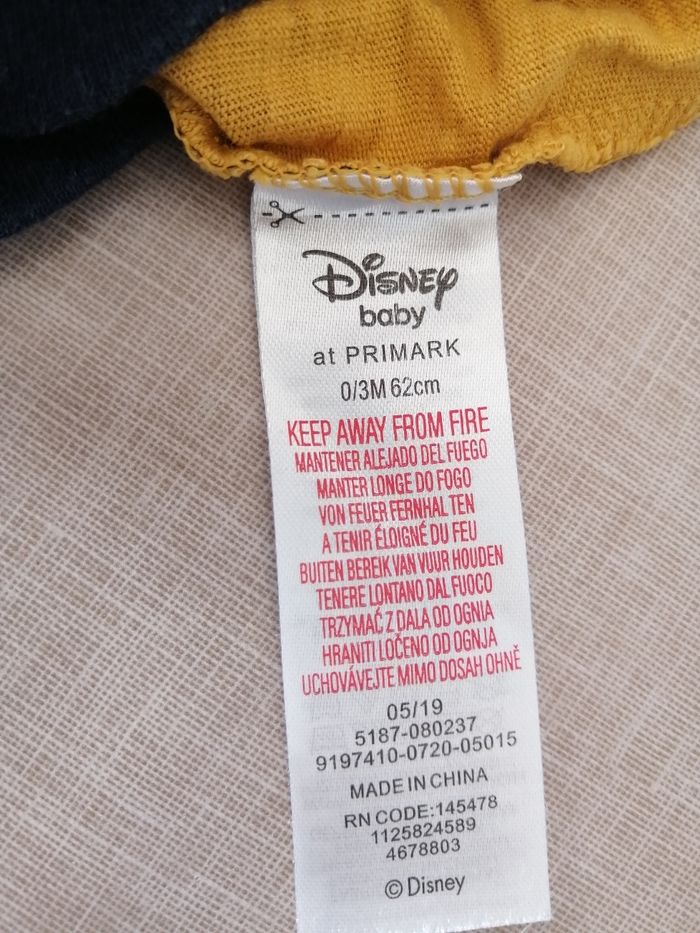 Disney
baby
at PRIMARK
0/3M 62cm
KEEP AWAY FROM FIRE
MANTENER ALEJADO DEL FUEGO
MANTER LONGE DO FOGO
VON FEUER FERNHAL TEN
A TENIR ÉLOIGNÉ DU FEU
BUITEN BEREIK VAN VUUR HOUDEN
TENERE LONTANO DAL FUOCO
TRZYMAĆ Z DALA OD OGNIA
HRANITI LOČENO OD OGNJA
UCHOVÁVEJTE MIMO DOSAH OHNĚ
05/19
5187-080237
9197410-0720-05015
MADE IN CHINA
RN CODE:145478
1125824589
4678803
© Disney